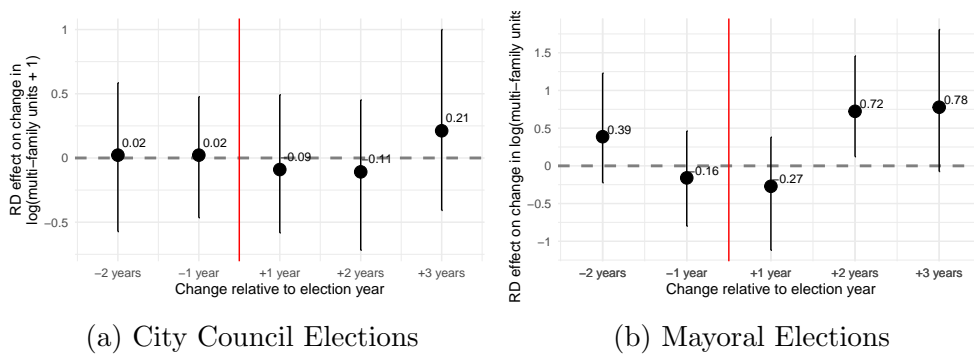 RD effect on change in
log(multi−family units + 1)
1
0.5
0
−0.5
0.02
0.02
−0.09
−0.11
0.21
−2 years
−1 year
+1 year
+2 years
+3 years
Change relative to election year
(a) City Council Elections
RD effect on change in log(multi−family units
1.5
1
0.5
0
−0.5
−1
0.39
−0.16
−0.27
0.72
0.78
−2 years
−1 year
+1 year
+2 years
+3 years
Change relative to election year
(b) Mayoral Elections